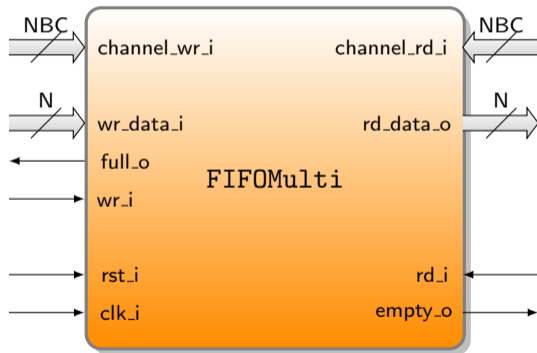 NBC NBC
channel_wr_i channel_rd_i
N N
wr_data_i rd_data_o
full_o
FIFOMulti
wr_i
rst_i rd_i
clk_i empty_o